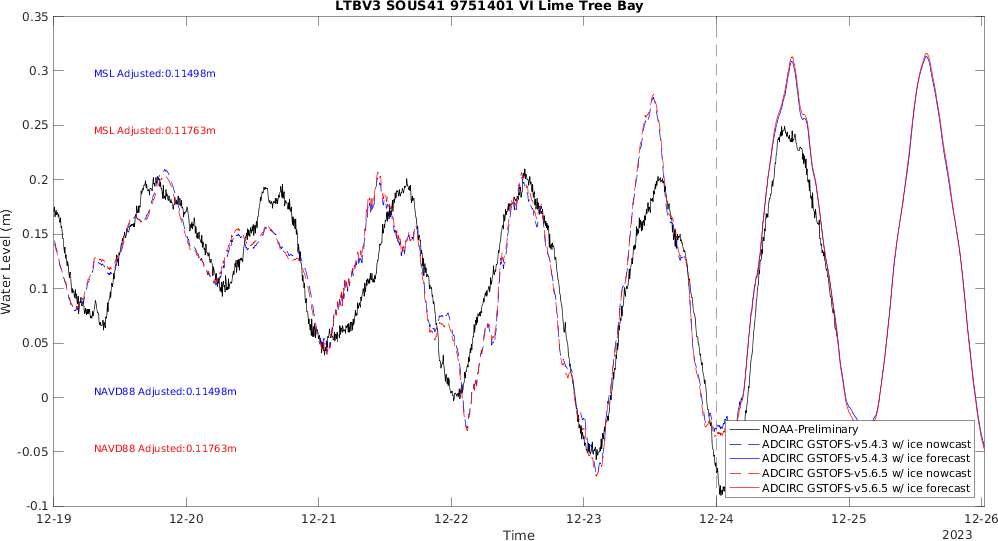 LTBV3 SOUS41 9751401 VI Lime Tree Bay
0.35
0.3
0.25
0.2
0.15
0.1
0.05
0
-0.05
-0.1
Water Level (m)
MSL Adjusted:0.11498m
MSL Adjusted:0.11763m
NAVD88 Adjusted:0.11498m
NAVD88 Adjusted:0.11763m
NOAA-Preliminary
ADCIRC GSTOFS-v5.4.3 w/ ice nowcast
ADCIRC GSTOFS-v5.4.3 w/ ice forecast
ADCIRC GSTOFS-v5.6.5 w/ ice nowcast
ADCIRC GSTOFS-v5.6.5 w/ ice forecast
12-19 12-20 12-21 12-22 12-23 12-24 12-25 12-26
Time
2023